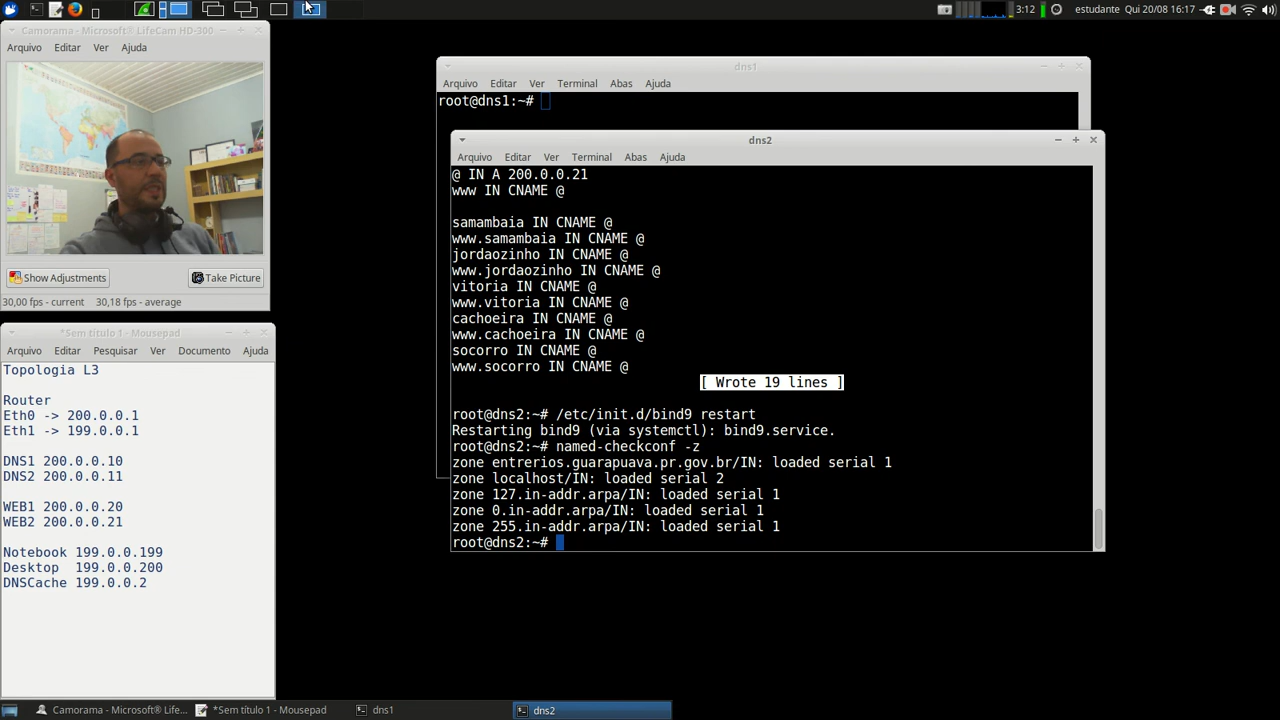 3:12
estudante
Qui 20/08 16:17
Camorama - Microsoft® LifeCam HD-300
Arquivo Editar Ver Ajuda
Show Adjustments
Take Picture
30,00 fps - current 30,18 fps - average
*Sem título 1 - Mousepad
Arquivo Editar Pesquisar Ver Documento Ajuda
Topologia L3
Router
Eth0 -> 200.0.0.1
Eth1 -> 199.0.0.1
DNS1 200.0.0.10
DNS2 200.0.0.11
WEB1 200.0.0.20
WEB2 200.0.0.21
Notebook 199.0.0.199
Desktop 199.0.0.200
DNSCache 199.0.0.2
dns1
Arquivo Editar Ver Terminal Abas Ajuda
root@dns1:~#
dns2
Arquivo Editar Ver Terminal Abas Ajuda
@ IN A 200.0.0.21
www IN CNAME @
samambaia IN CNAME @
www.samambaia IN CNAME @
jordaozinho IN CNAME @
www.jordaozinho IN CNAME @
vitoria IN CNAME @
www.vitoria IN CNAME @
cachoeira IN CNAME @
www.cachoeira IN CNAME @
socorro IN CNAME @
www.socorro IN CNAME @
[ Wrote 19 lines ]
root@dns2:~# /etc/init.d/bind9 restart
Restarting bind9 (via systemctl): bind9.service.
root@dns2:~# named-checkconf -z
zone entrerios.guarapuava.pr.gov.br/IN: loaded serial 1
zone localhost/IN: loaded serial 2
zone 127.in-addr.arpa/IN: loaded serial 1
zone 0.in-addr.arpa/IN: loaded serial 1
zone 255.in-addr.arpa/IN: loaded serial 1
root@dns2:~#
Camorama - Microsoft® LifeC...
*Sem título 1 - Mousepad
dns1
dns2